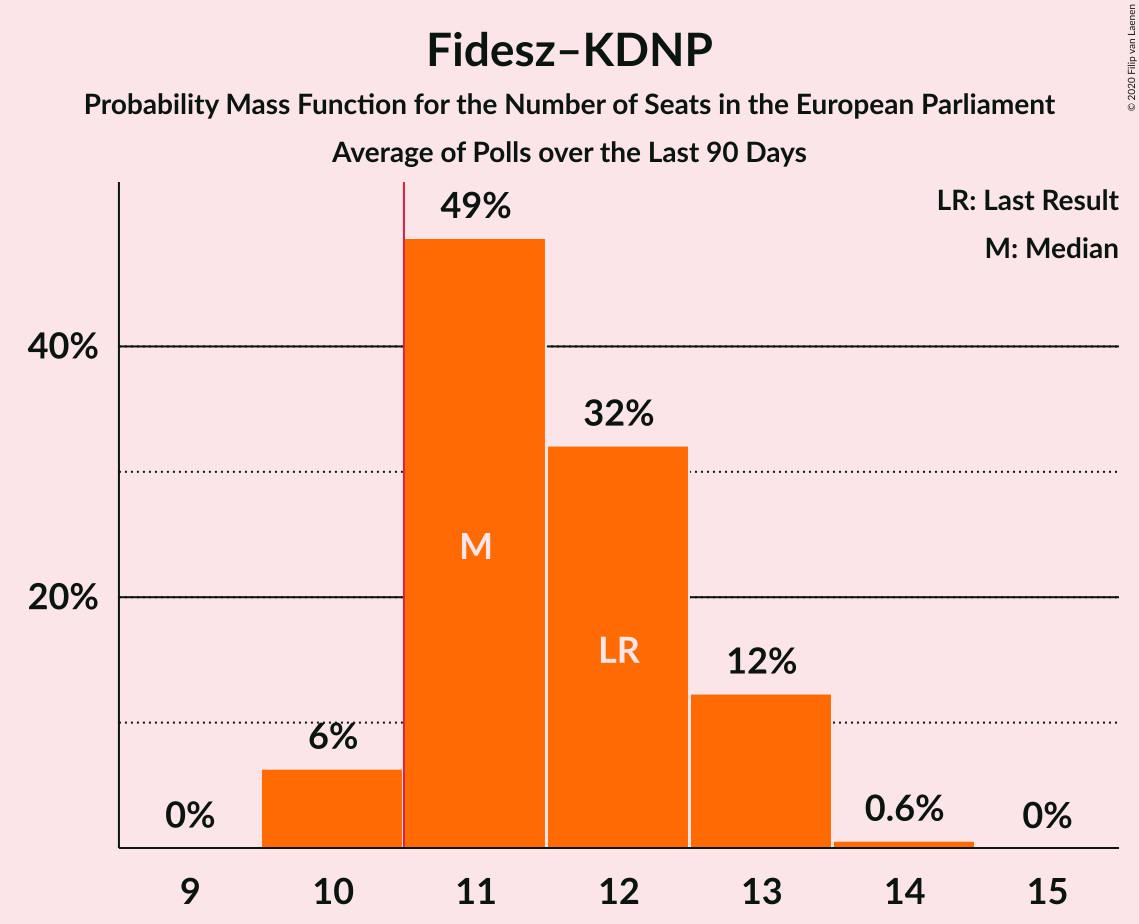 Fidesz–KDNP
Probability Mass Function for the Number of Seats in the European Parliament
Average of Polls over the Last 90 Days
© 2020 Filip van Laenen
LR: Last Result
M: Median
49%
40%
32%
M
20%
LR
12%
6%
0%
0.6%
0%
9 10 11 12 13 14 15